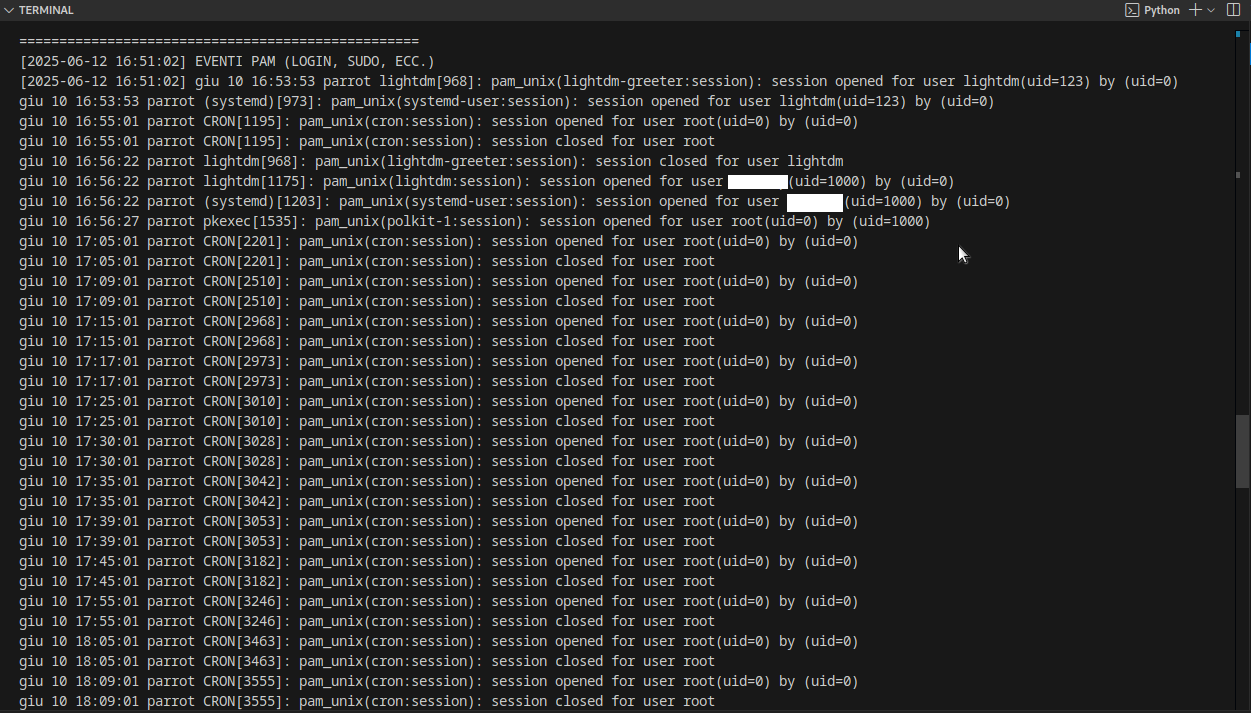 TERMINAL
Python
==================================================
[2025-06-12 16:51:02] EVENTI PAM (LOGIN, SUDO, ECC.)
[2025-06-12 16:51:02] giu 10 16:53:53 parrot lightdm[968]: pam_unix(lightdm-greeter:session): session opened for user lightdm(uid=123) by (uid=0)
giu 10 16:53:53 parrot (systemd)[973]: pam_unix(systemd-user:session): session opened for user lightdm(uid=123) by (uid=0)
giu 10 16:55:01 parrot CRON[1195]: pam_unix(cron:session): session opened for user root(uid=0) by (uid=0)
giu 10 16:55:01 parrot CRON[1195]: pam_unix(cron:session): session closed for user root
giu 10 16:56:22 parrot lightdm[968]: pam_unix(lightdm-greeter:session): session closed for user lightdm
giu 10 16:56:22 parrot lightdm[1175]: pam_unix(lightdm:session): session opened for user (uid=1000) by (uid=0)
giu 10 16:56:22 parrot (systemd)[1203]: pam_unix(systemd-user:session): session opened for user (uid=1000) by (uid=0)
giu 10 16:56:27 parrot pkexec[1535]: pam_unix(polkit-1:session): session opened for user root(uid=0) by (uid=1000)
giu 10 17:05:01 parrot CRON[2201]: pam_unix(cron:session): session opened for user root(uid=0) by (uid=0)
giu 10 17:05:01 parrot CRON[2201]: pam_unix(cron:session): session closed for user root
giu 10 17:09:01 parrot CRON[2510]: pam_unix(cron:session): session opened for user root(uid=0) by (uid=0)
giu 10 17:09:01 parrot CRON[2510]: pam_unix(cron:session): session closed for user root
giu 10 17:15:01 parrot CRON[2968]: pam_unix(cron:session): session opened for user root(uid=0) by (uid=0)
giu 10 17:15:01 parrot CRON[2968]: pam_unix(cron:session): session closed for user root
giu 10 17:17:01 parrot CRON[2973]: pam_unix(cron:session): session opened for user root(uid=0) by (uid=0)
giu 10 17:17:01 parrot CRON[2973]: pam_unix(cron:session): session closed for user root
giu 10 17:25:01 parrot CRON[3010]: pam_unix(cron:session): session opened for user root(uid=0) by (uid=0)
giu 10 17:25:01 parrot CRON[3010]: pam_unix(cron:session): session closed for user root
giu 10 17:30:01 parrot CRON[3028]: pam_unix(cron:session): session opened for user root(uid=0) by (uid=0)
giu 10 17:30:01 parrot CRON[3028]: pam_unix(cron:session): session closed for user root
giu 10 17:35:01 parrot CRON[3042]: pam_unix(cron:session): session opened for user root(uid=0) by (uid=0)
giu 10 17:35:01 parrot CRON[3042]: pam_unix(cron:session): session closed for user root
giu 10 17:39:01 parrot CRON[3053]: pam_unix(cron:session): session opened for user root(uid=0) by (uid=0)
giu 10 17:39:01 parrot CRON[3053]: pam_unix(cron:session): session closed for user root
giu 10 17:45:01 parrot CRON[3182]: pam_unix(cron:session): session opened for user root(uid=0) by (uid=0)
giu 10 17:45:01 parrot CRON[3182]: pam_unix(cron:session): session closed for user root
giu 10 17:55:01 parrot CRON[3246]: pam_unix(cron:session): session opened for user root(uid=0) by (uid=0)
giu 10 17:55:01 parrot CRON[3246]: pam_unix(cron:session): session closed for user root
giu 10 18:05:01 parrot CRON[3463]: pam_unix(cron:session): session opened for user root(uid=0) by (uid=0)
giu 10 18:05:01 parrot CRON[3463]: pam_unix(cron:session): session closed for user root
giu 10 18:09:01 parrot CRON[3555]: pam_unix(cron:session): session opened for user root(uid=0) by (uid=0)
giu 10 18:09:01 parrot CRON[3555]: pam_unix(cron:session): session closed for user root